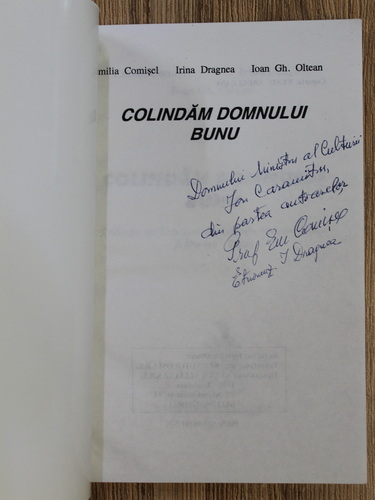 milia Comişel Irina Dragnea Ioan Gh. Oltean
COLINDĂM DOMNULUI
BUNU
Domnului Ministru al Culturii
Ion Caramitru,
din partea autoarelor
Prof Em Comişel
I Dragnea